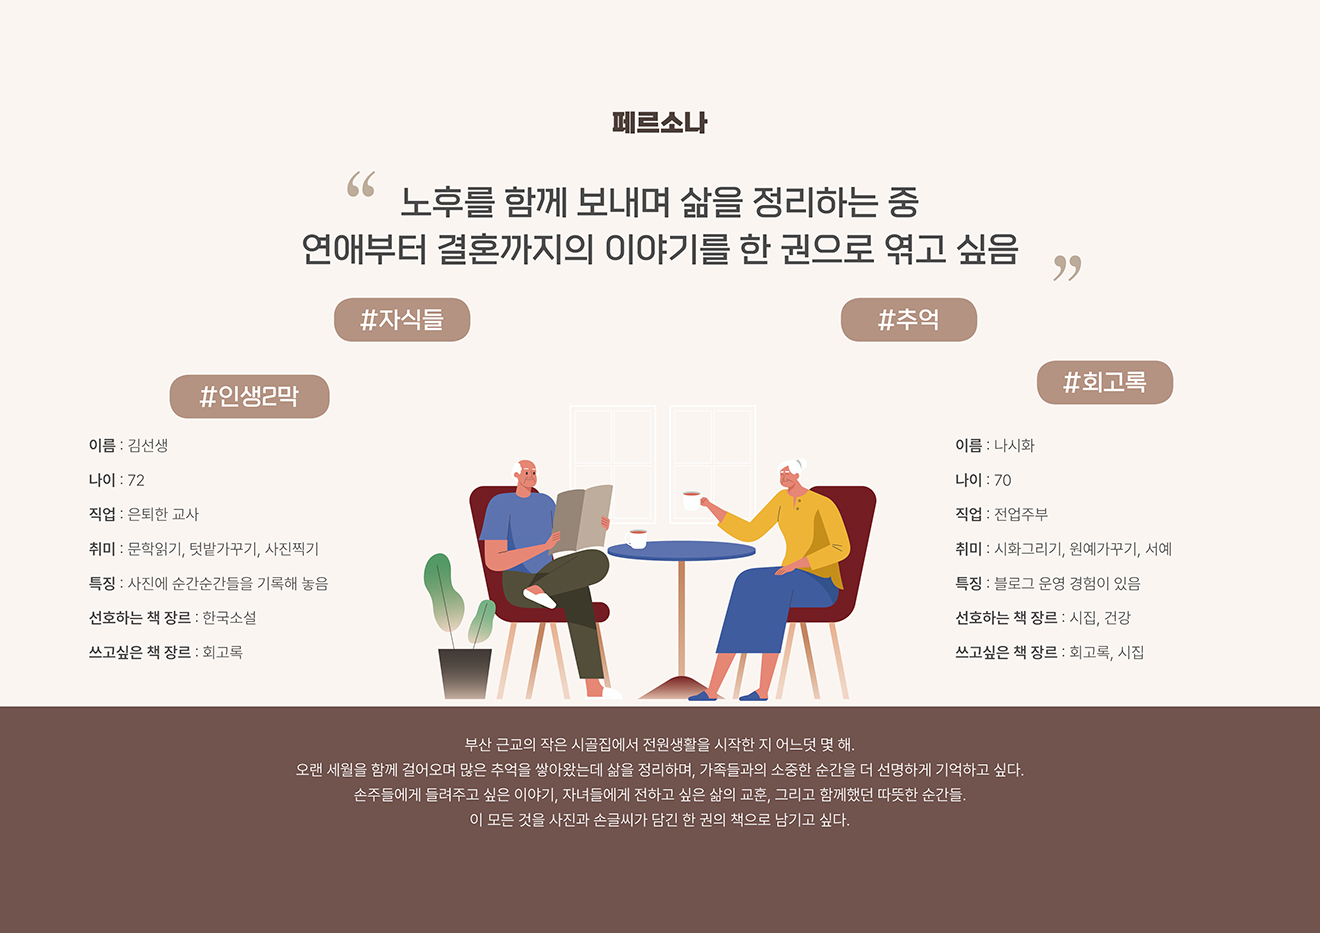 페르소나
“ 노후를 함께 보내며 삶을 정리하는 중
연애부터 결혼까지의 이야기를 한 권으로 엮고 싶음 ”
#자식들
#추억
#인생2막
#회고록
이름 : 김선생
나이 : 72
직업 : 은퇴한 교사
취미 : 문학읽기, 텃밭가꾸기, 사진찍기
특징 : 사진에 순간순간들을 기록해 놓음
선호하는 책 장르 : 한국소설
쓰고싶은 책 장르 : 회고록
이름 : 나시화
나이 : 70
직업 : 전업주부
취미 : 시화그리기, 원예가꾸기, 서예
특징 : 블로그 운영 경험이 있음
선호하는 책 장르 : 시집, 건강
쓰고싶은 책 장르 : 회고록, 시집
부산 근교의 작은 시골집에서 전원생활을 시작한 지 어느덧 몇 해.
오랜 세월을 함께 걸어오며 많은 추억을 쌓아왔는데 삶을 정리하며, 가족들과의 소중한 순간을 더 선명하게 기억하고 싶다.
손주들에게 들려주고 싶은 이야기, 자녀들에게 전하고 싶은 삶의 교훈, 그리고 함께했던 따뜻한 순간들.
이 모든 것을 사진과 손글씨가 담긴 한 권의 책으로 남기고 싶다.